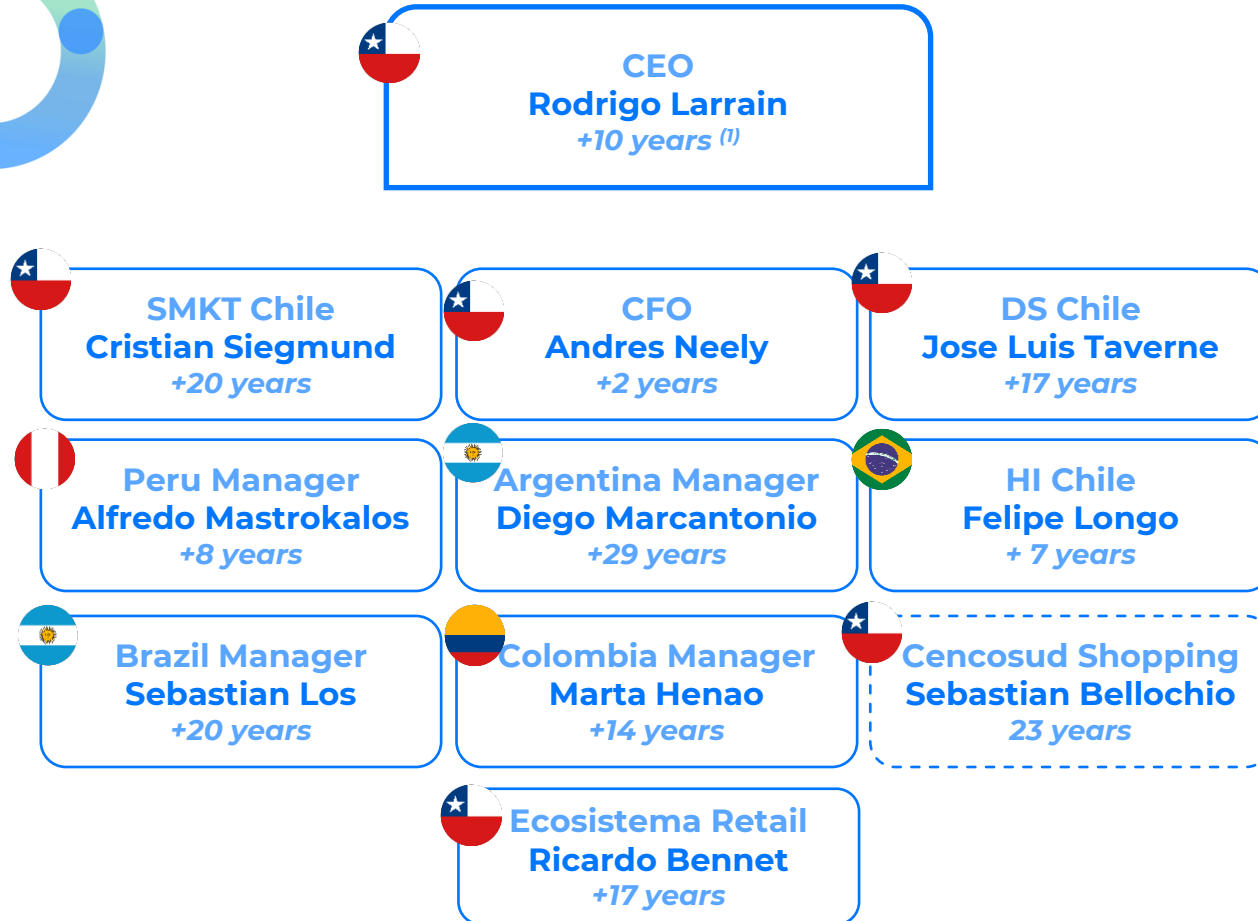 CEO
Rodrigo Larrain
+10 years (1)
SMKT Chile
Cristian Siegmund
+20 years
CFO
Andres Neely
+2 years
DS Chile
Jose Luis Taverne
+17 years
Peru Manager
Alfredo Mastrokalos
+8 years
Argentina Manager
Diego Marcantonio
+29 years
HI Chile
Felipe Longo
+ 7 years
Brazil Manager
Sebastian Los
+20 years
Colombia Manager
Marta Henao
+14 years
Cencosud Shopping
Sebastian Bellochio
23 years
Ecosistema Retail
Ricardo Bennet
+17 years